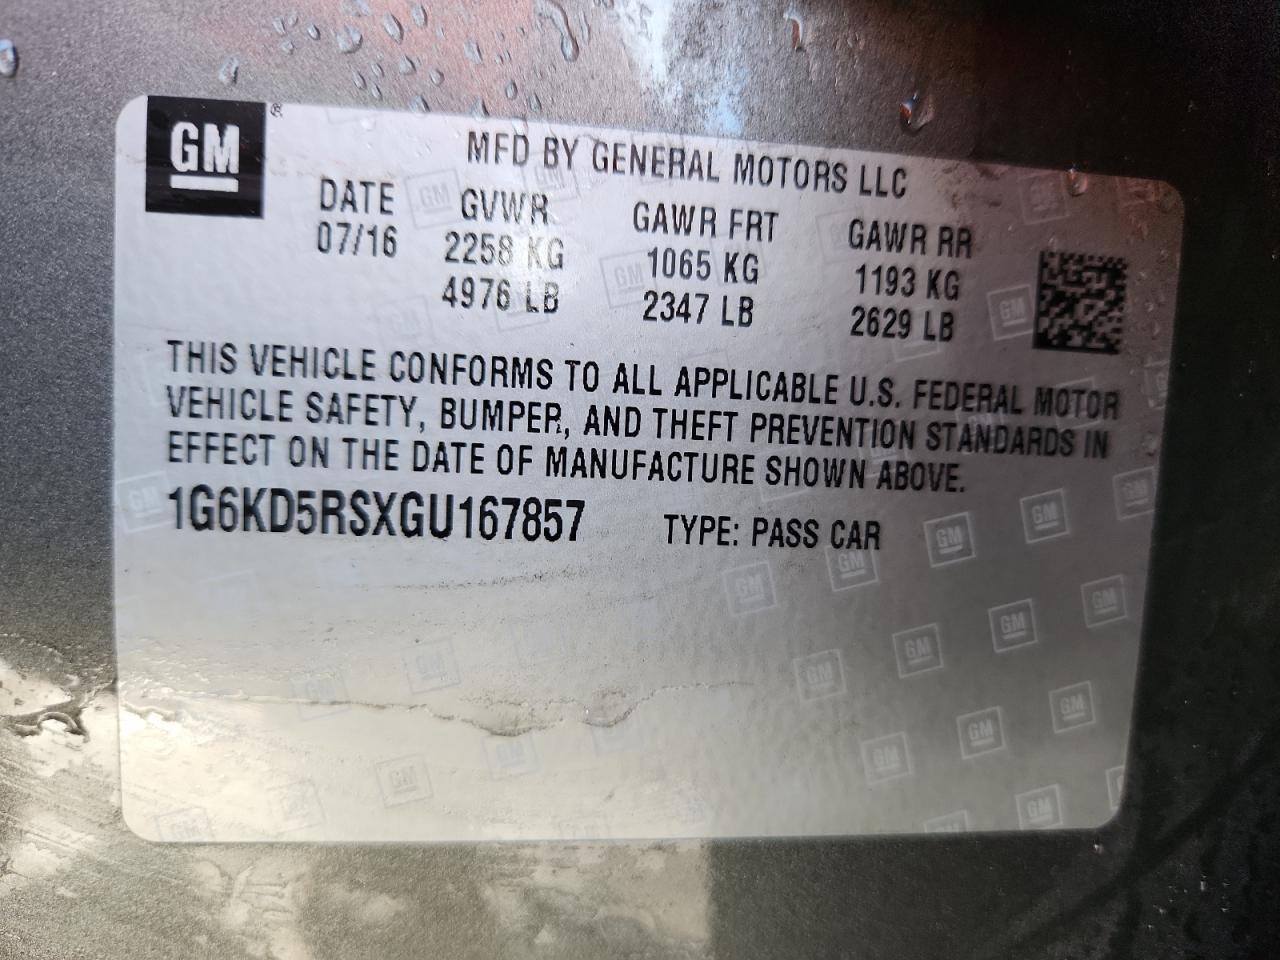 GM ®
MFD BY GENERAL MOTORS LLC
DATE GVWR GAWR FRT GAWR RR
07/16 2258 KG 1065 KG 1193 KG
4976 LB 2347 LB 2629 LB
THIS VEHICLE CONFORMS TO ALL APPLICABLE U.S. FEDERAL MOTOR
VEHICLE SAFETY, BUMPER, AND THEFT PREVENTION STANDARDS IN
EFFECT ON THE DATE OF MANUFACTURE SHOWN ABOVE.
1G6KD5RSXGU167857 TYPE: PASS CAR